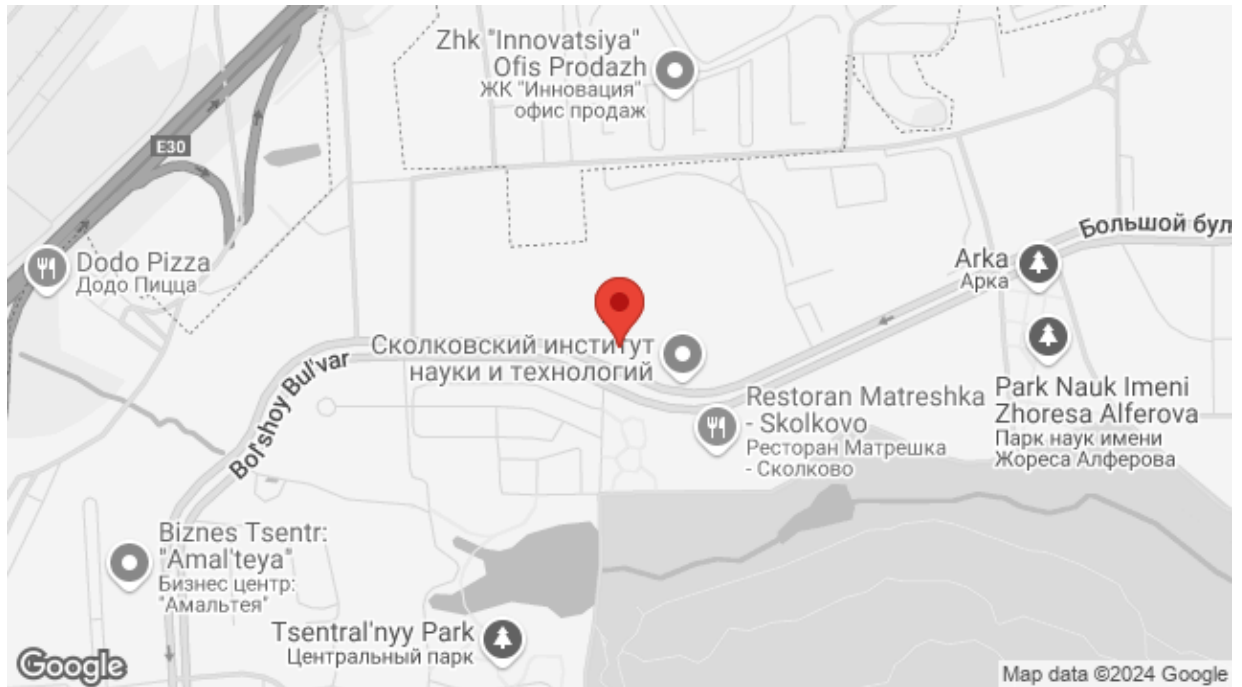 Zhk "Innovatsiya"
Ofis Prodazh
ЖК "Инновация"
офис продаж
E30
Большой бул
Dodo Pizza
Додо Пицца
Arka
Арка
Сколковский институт
науки и технологий
Bol'shoy Bul'var
Restoran Matreshka
- Skolkovo
Ресторан Матрешка
- Сколково
Park Nauk Imeni
Zhoresa Alferova
Парк наук имени
Жореса Алферова
Biznes Tsentr:
"Amal'teya"
Бизнес центр:
"Амальтея"
Tsentral'nyy Park
Центральный парк
Google
Map data ©2024 Google